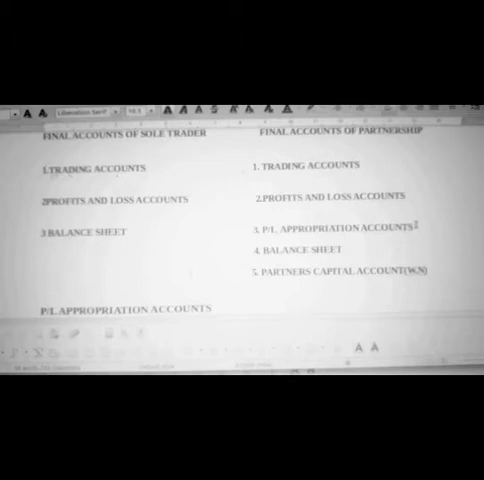 Liberation Serif
FINAL ACCOUNTS OF SOLE TRADER
FINAL ACCOUNTS OF PARTNERSHIP
1.TRADING ACCOUNTS
1. TRADING ACCOUNTS
2PROFITS AND LOSS ACCOUNTS
2.PROFITS AND LOSS ACCOUNTS
3 BALANCE SHEET
3. P/L APPROPRIATION ACCOUNTS
4. BALANCE SHEET
5. PARTNERS CAPITAL ACCOUNT(W.N)
P/L APPROPRIATION ACCOUNTS